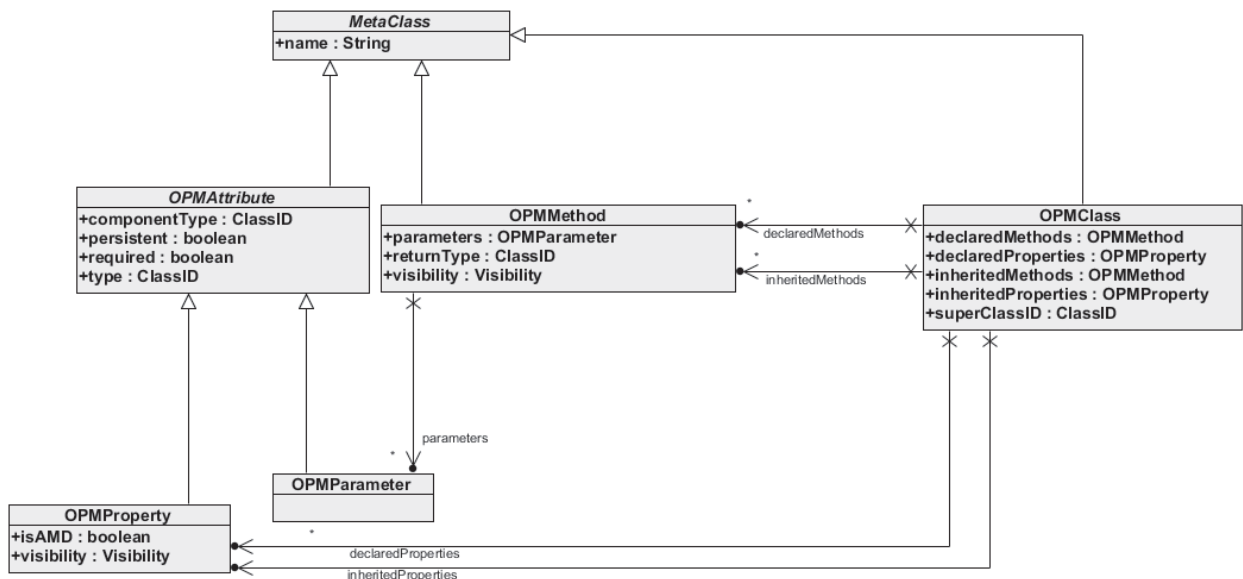 MetaClass
+name : String
OPMAttribute
+componentType : ClassID
+persistent : boolean
+required : boolean
+type : ClassID
OPMMethod
+parameters : OPMParameter
+returnType : ClassID
+visibility : Visibility
*
declaredMethods
*
inheritedMethods
OPMClass
+declaredMethods : OPMMethod
+declaredProperties : OPMProperty
+inheritedMethods : OPMMethod
+inheritedProperties : OPMProperty
+superClassID : ClassID
parameters
*
OPMParameter
OPMProperty
+isAMD : boolean
+visibility : Visibility
*
declaredProperties
inheritedProperties